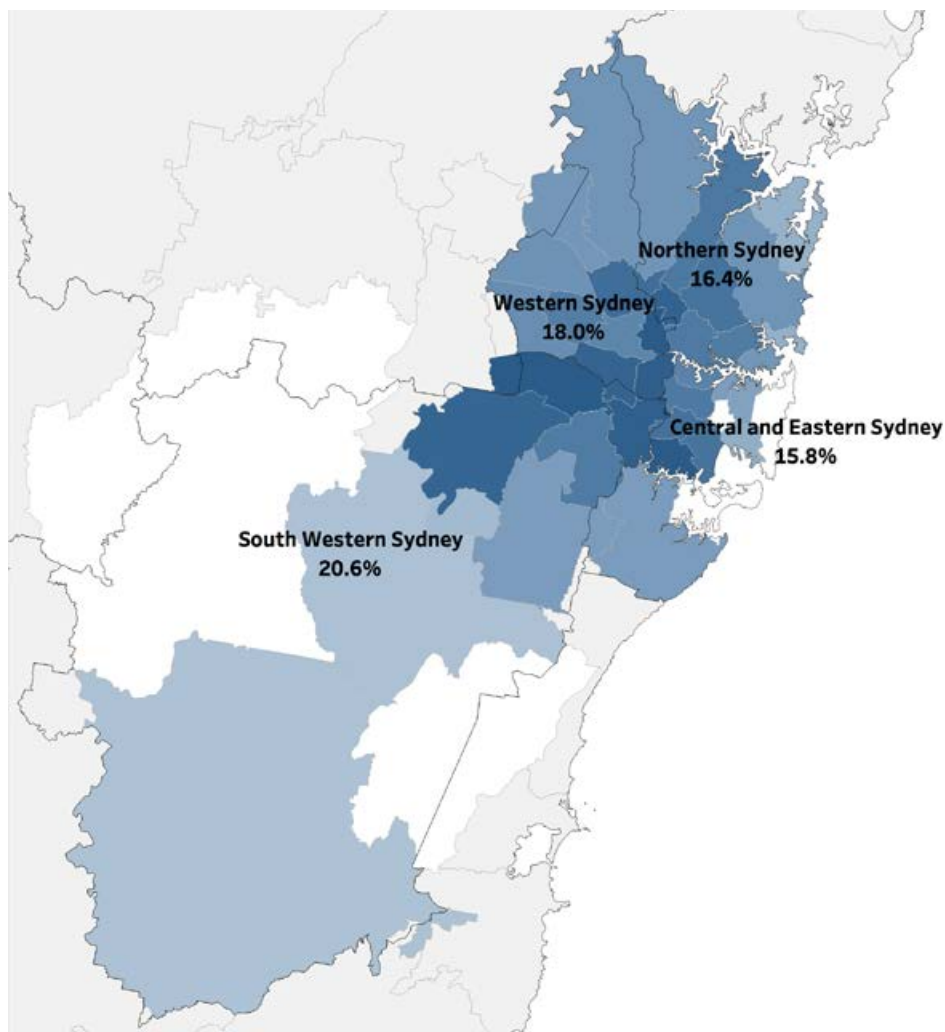 Northern Sydney
16.4%
Western Sydney
18.0%
Central and Eastern Sydney
15.8%
South Western Sydney
20.6%